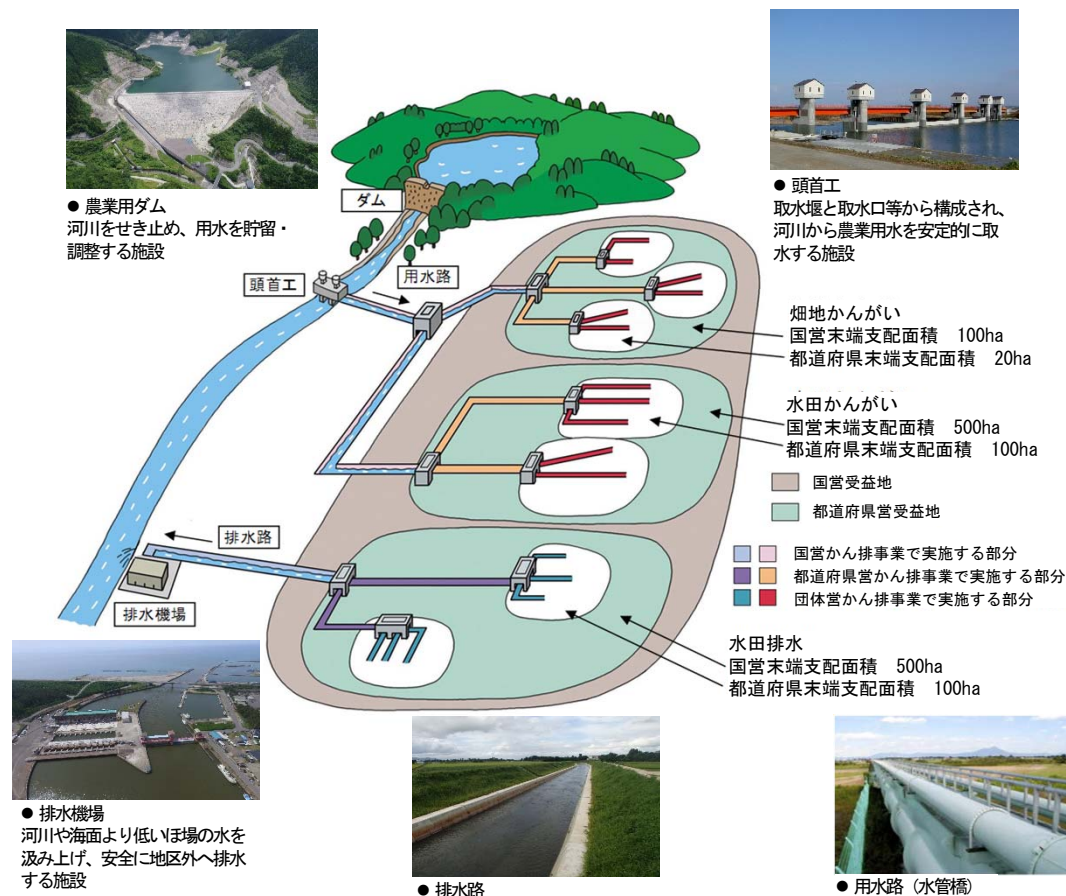 ● 農業用ダム
河川をせき止め、用水を貯留・
調整する施設
● 頭首工
取水堰と取水口等から構成され、
河川から農業用水を安定的に取
水する施設
ダム
頭首工
用水路
畑地かんがい
国営末端支配面積 100ha
都道府県末端支配面積 20ha
水田かんがい
国営末端支配面積 500ha
都道府県末端支配面積 100ha
国営受益地
都道府県営受益地
国営かん排事業で実施する部分
都道府県営かん排事業で実施する部分
団体営かん排事業で実施する部分
排水路
排水機場
水田排水
国営末端支配面積 500ha
都道府県末端支配面積 100ha
● 排水機場
河川や海面より低いほ場の水を
汲み上げ、安全に地区外へ排水
する施設
● 排水路
● 用水路（水管橋）